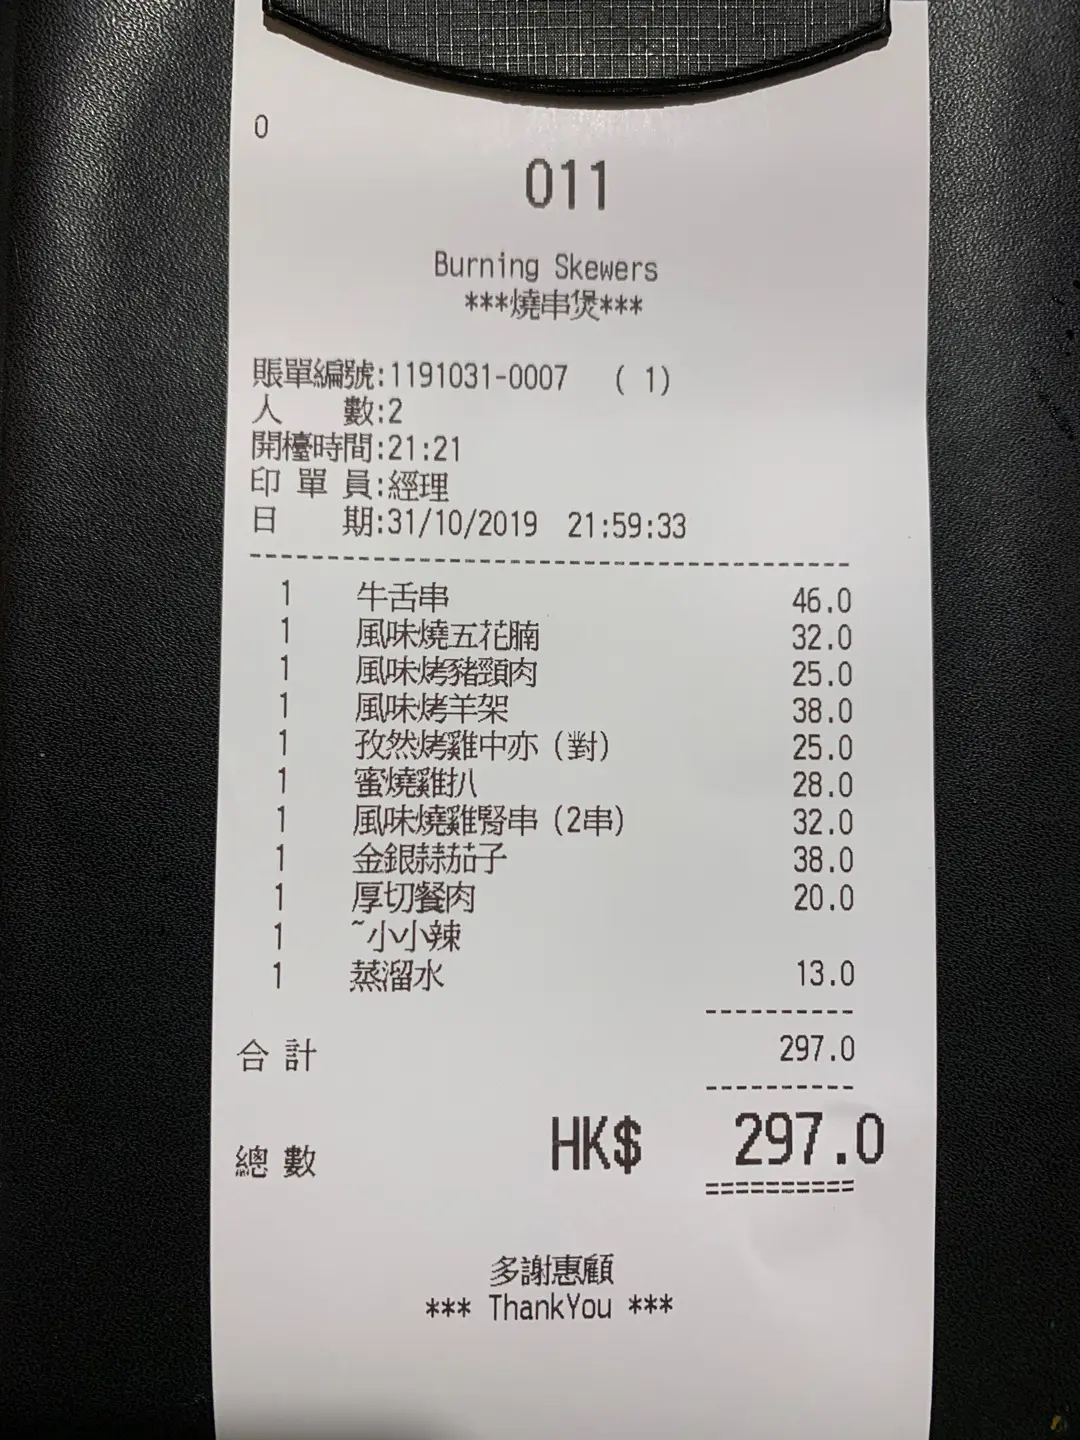 0
011
Burning Skewers
***燒串煲***
賬單編號:1191031-0007 ( 1)
人 數:2
開檯時間:21:21
印 單 員:經理
日 期:31/10/2019 21:59:33
1 牛舌串 46.0
1 風味燒五花腩 32.0
1 風味烤豬頸肉 25.0
1 風味烤羊架 38.0
1 孜然烤雞中亦(對) 25.0
1 蜜燒雞扒 28.0
1 風味燒雞腎串(2串) 32.0
1 金銀蒜茄子 38.0
1 厚切餐肉 20.0
1 ~小小辣
1 蒸溜水 13.0
合 計 297.0
總 數 HK$ 297.0
多謝惠顧
*** ThankYou ***